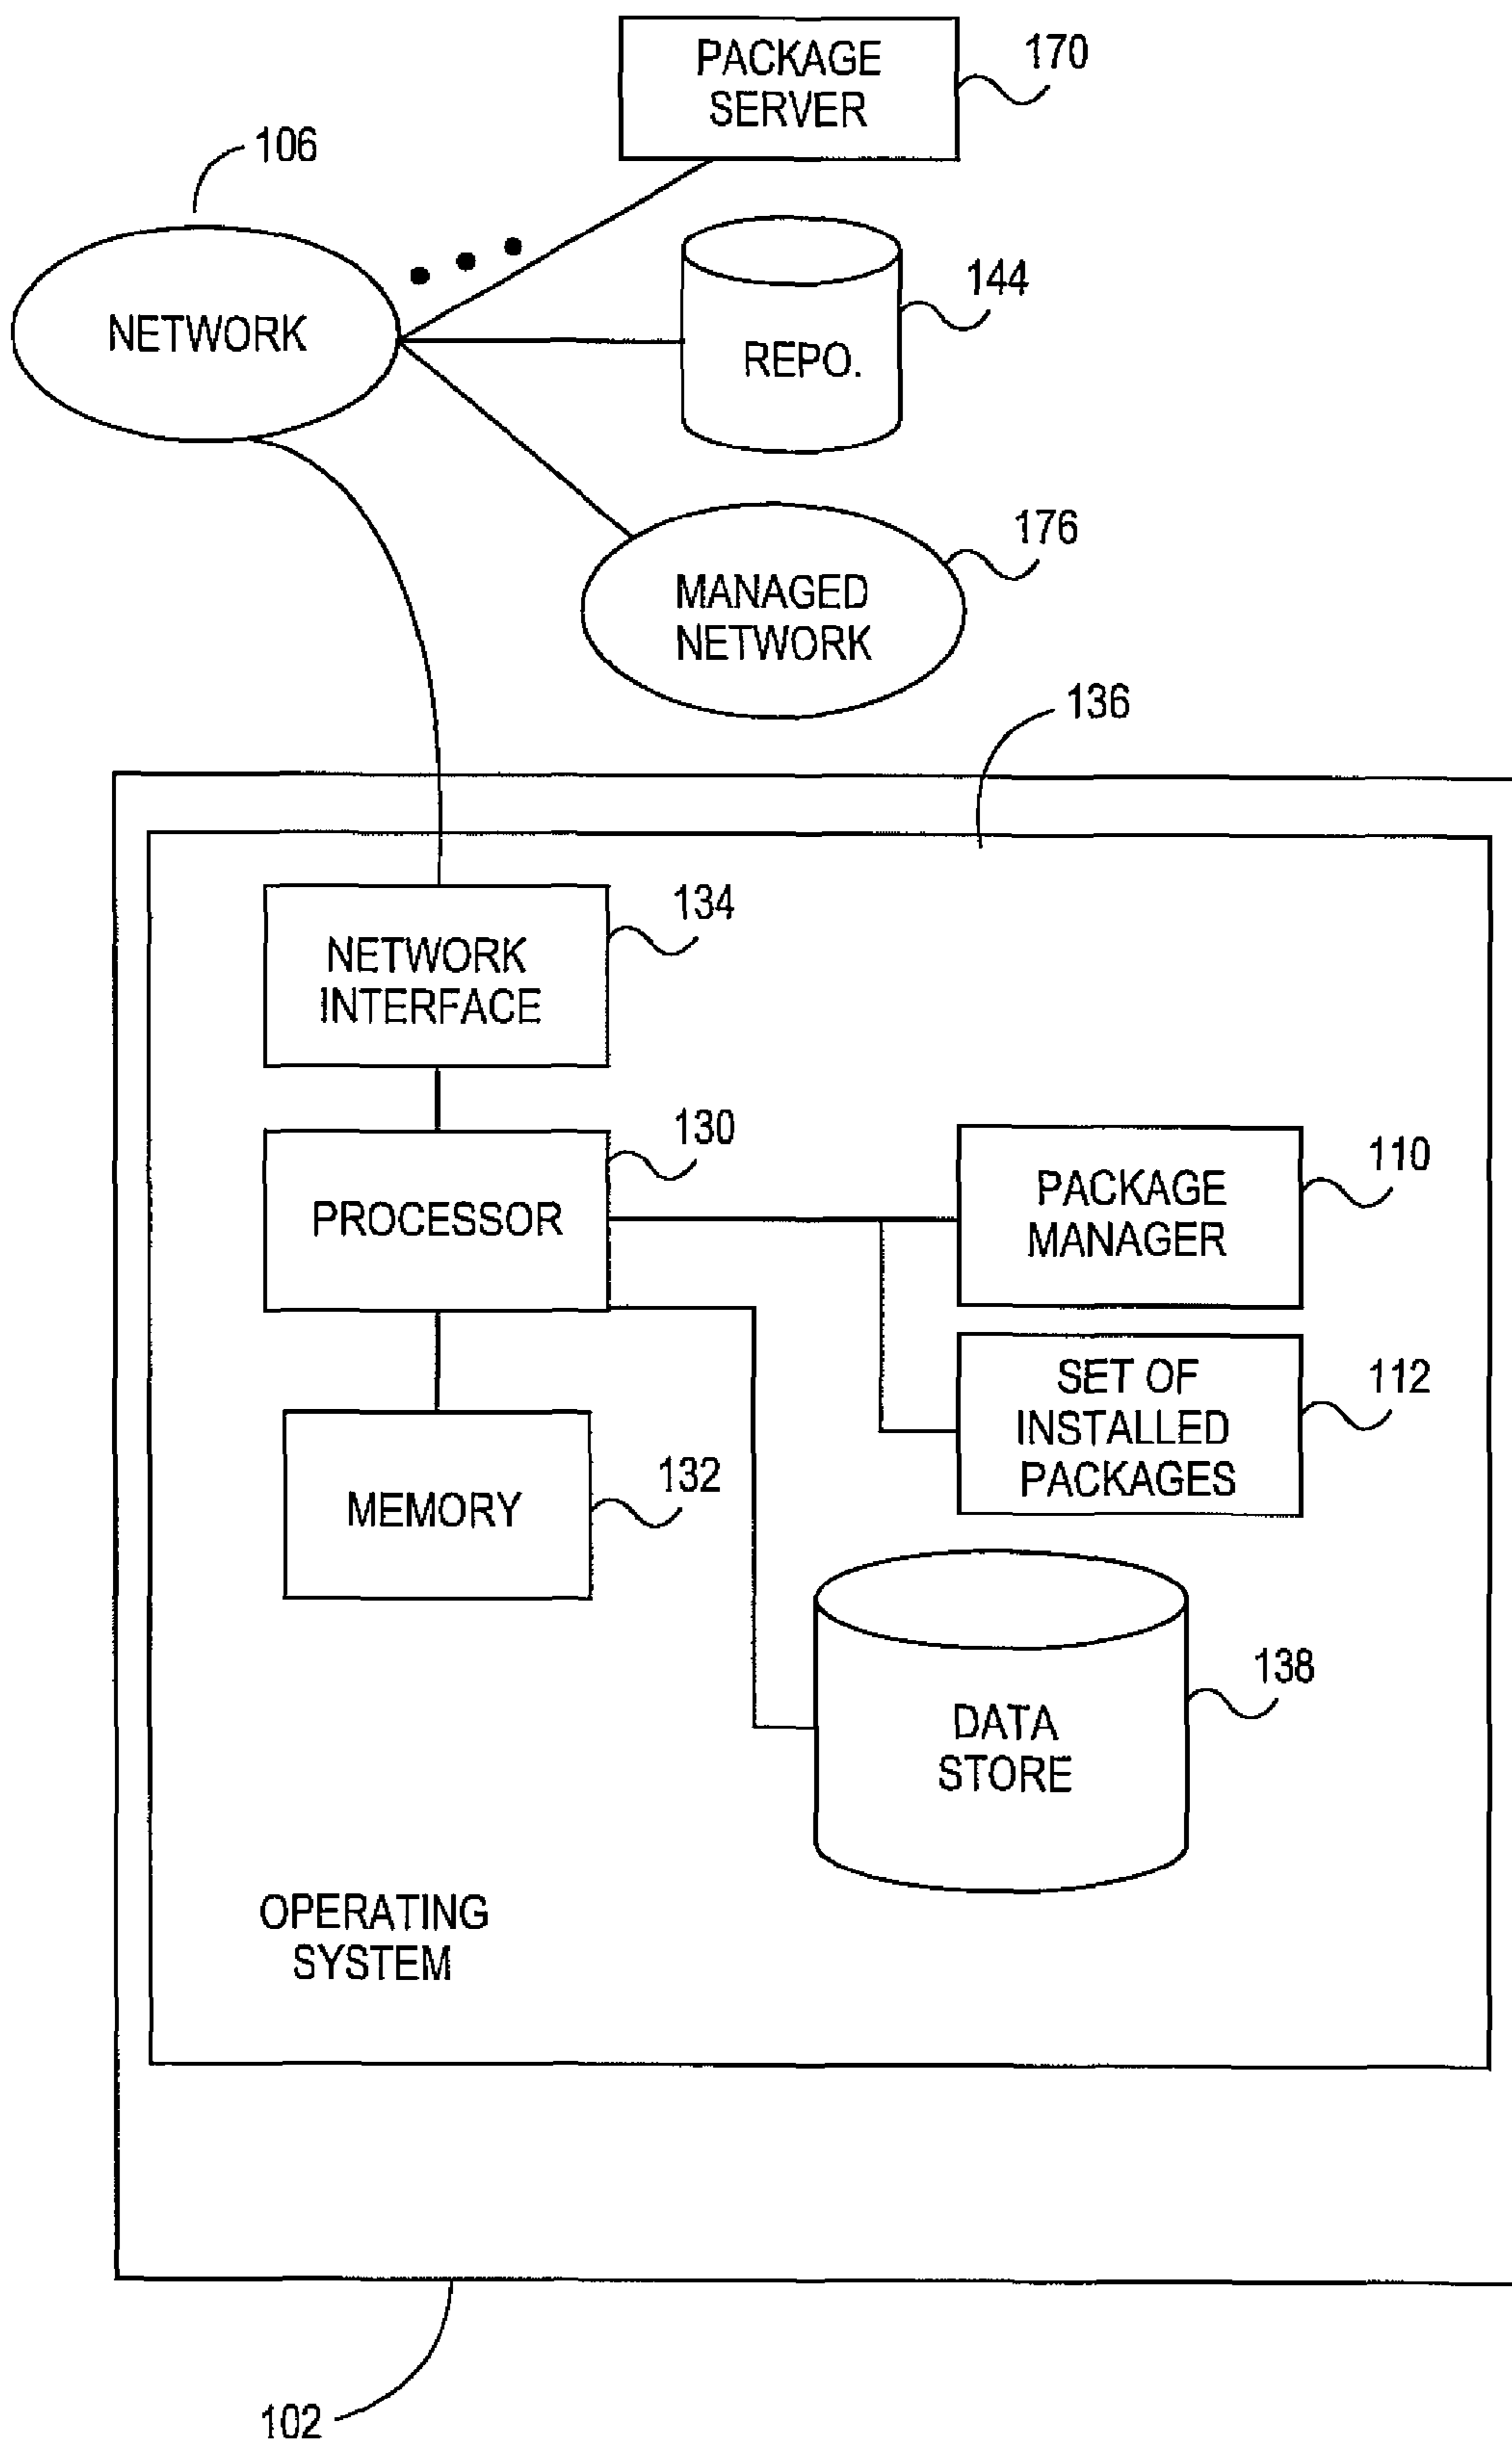 PACKAGE
SERVER
170
106
NETWORK
144
REPO.
176
MANAGED
NETWORK
136
134
NETWORK
INTERFACE
130
PROCESSOR
110
PACKAGE
MANAGER
112
SET OF
INSTALLED
PACKAGES
132
MEMORY
138
DATA
STORE
OPERATING
SYSTEM
102